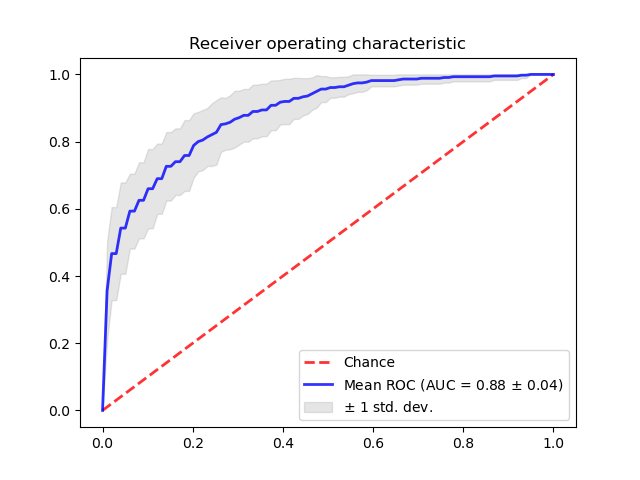 Receiver operating characteristic
1.0
0.8
0.6
0.4
0.2
0.0
Chance
Mean ROC (AUC = 0.88 ± 0.04)
± 1 std. dev.
0.0 0.2 0.4 0.6 0.8 1.0